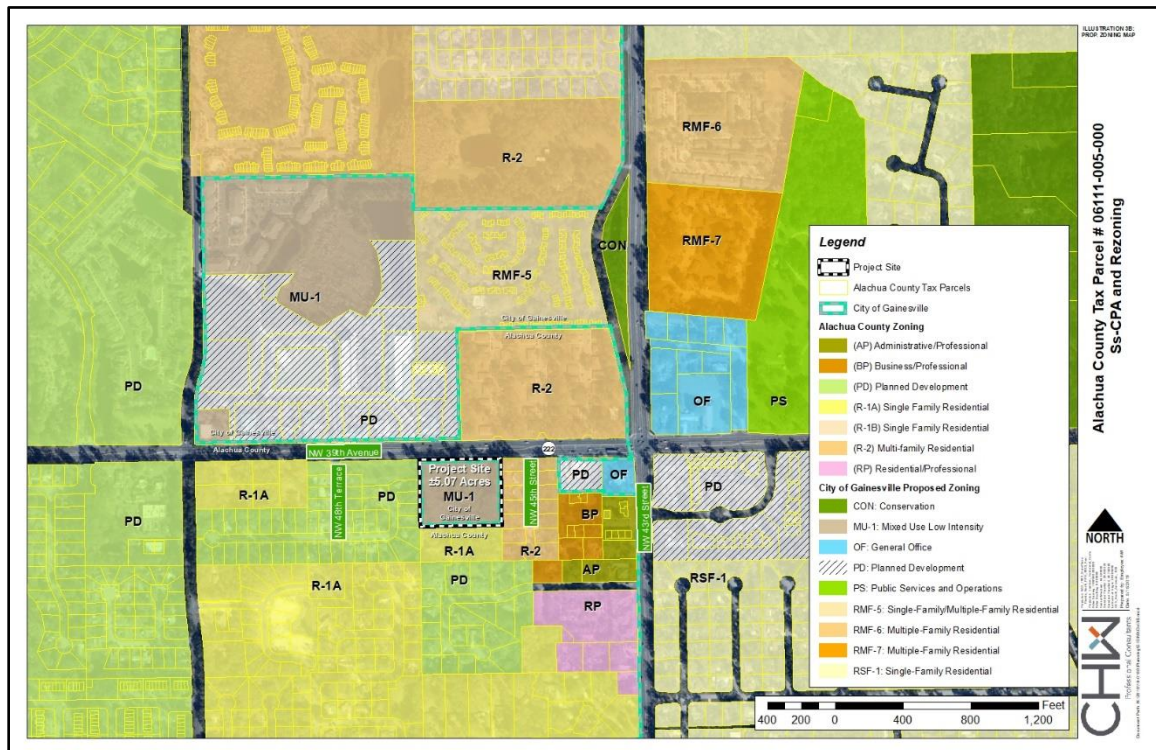 ILLUSTRATION 3B:
PROP. ZONING MAP
Alachua County Tax Parcel # 06111-005-000
Ss-CPA and Rezoning
NORTH
CHW
Professional Consultants
R-2
RMF-6
RMF-7
CON
RMF-5
MU-1
City of Gainesville
Alachua County
PD
R-2
OF
PS
PD
City of Gainesville
Alachua County
NW 39th Avenue
222
Project Site
±5.07 Acres
MU-1
City of
Gainesville
Alachua County
R-1A
NW 48th Terrace
PD
NW 45th Street
PD
OF
NW 43rd Street
PD
PD
BP
R-1A
R-2
R-1A
PD
AP
RP
RSF-1
Legend
Project Site
Alachua County Tax Parcels
City of Gainesville
Alachua County Zoning
(AP) Administrative/Professional
(BP) Business/Professional
(PD) Planned Development
(R-1A) Single Family Residential
(R-1B) Single Family Residential
(R-2) Multi-family Residential
(RP) Residential/Professional
City of Gainesville Proposed Zoning
CON: Conservation
MU-1: Mixed Use Low Intensity
OF: General Office
PD: Planned Development
PS: Public Services and Operations
RMF-5: Single-Family/Multiple-Family Residential
RMF-6: Multiple-Family Residential
RMF-7: Multiple-Family Residential
RSF-1: Single-Family Residential
Feet
400 200 0 400 800 1,200